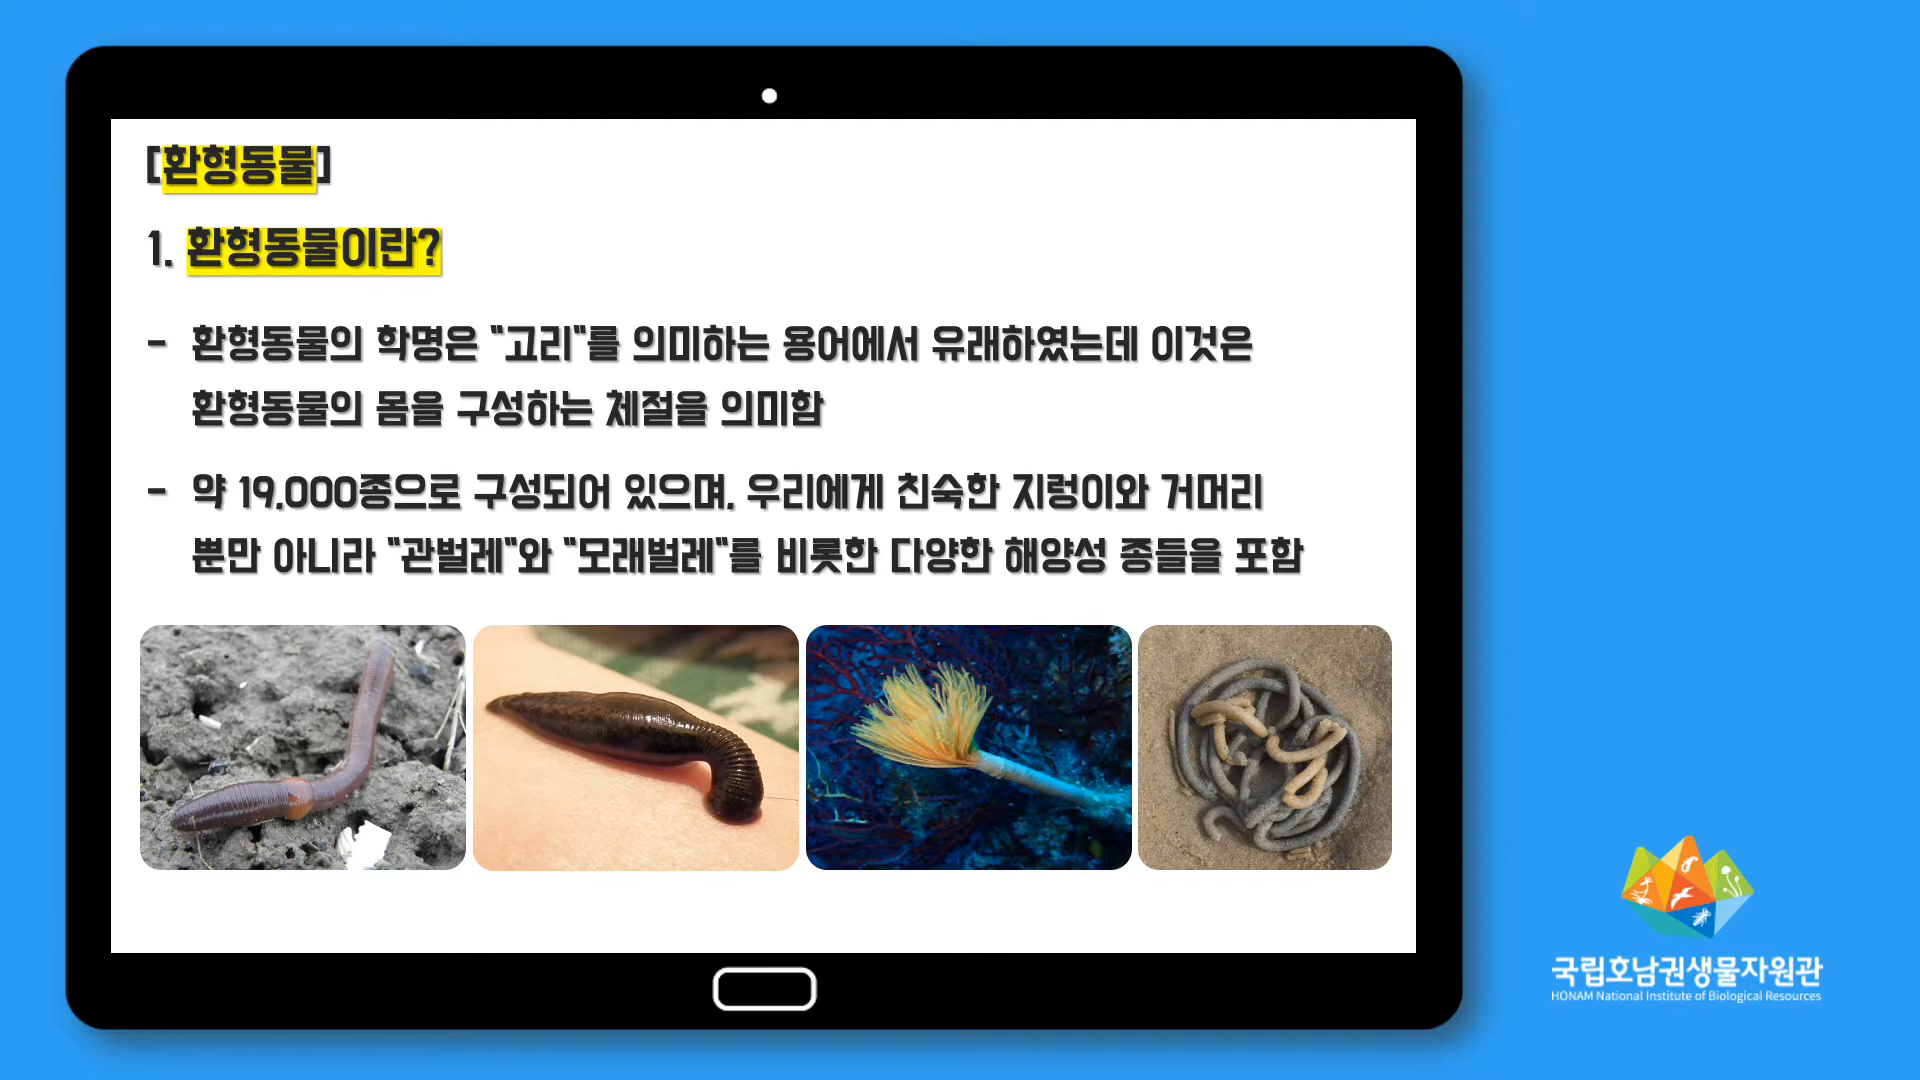 [환형동물]
1. 환형동물이란?
- 환형동물의 학명은 "고리"를 의미하는 용어에서 유래하였는데 이것은
환형동물의 몸을 구성하는 체절을 의미함
- 약 19,000종으로 구성되어 있으며, 우리에게 친숙한 지렁이와 거머리
뿐만 아니라 "관벌레"와 "모래벌레"를 비롯한 다양한 해양성 종들을 포함
국립호남권생물자원관
HONAM National Institute of Biological Resources